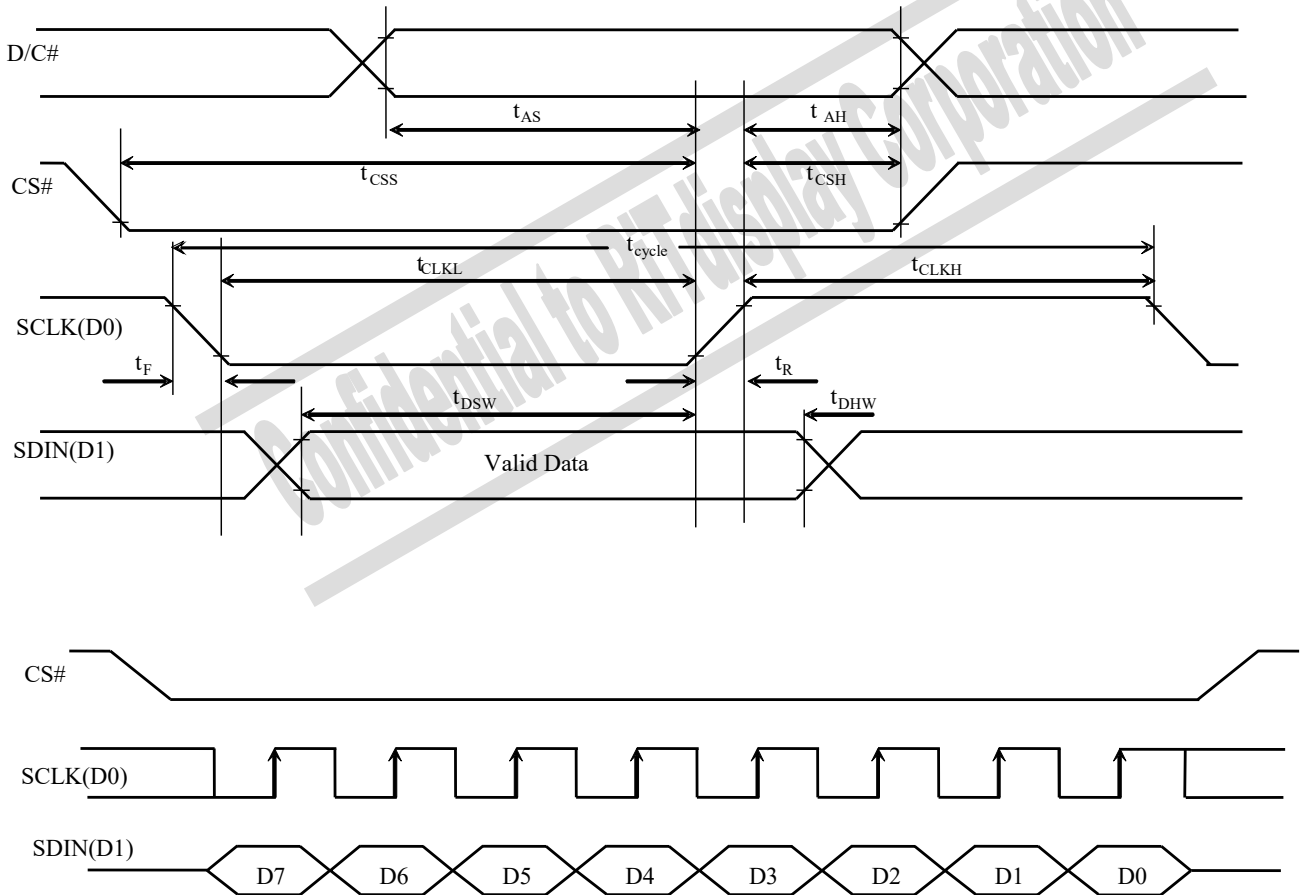 D/C#
t_AS
t_AH
CS#
t_CSS
t_CSH
t_cycle
t_CLKL
t_CLKH
SCLK(D0)
t_F
t_R
t_DSW
t_DHW
SDIN(D1)
Valid Data
Confidential to RiTdisplay Corporation
CS#
SCLK(D0)
SDIN(D1)
D7 D6 D5 D4 D3 D2 D1 D0